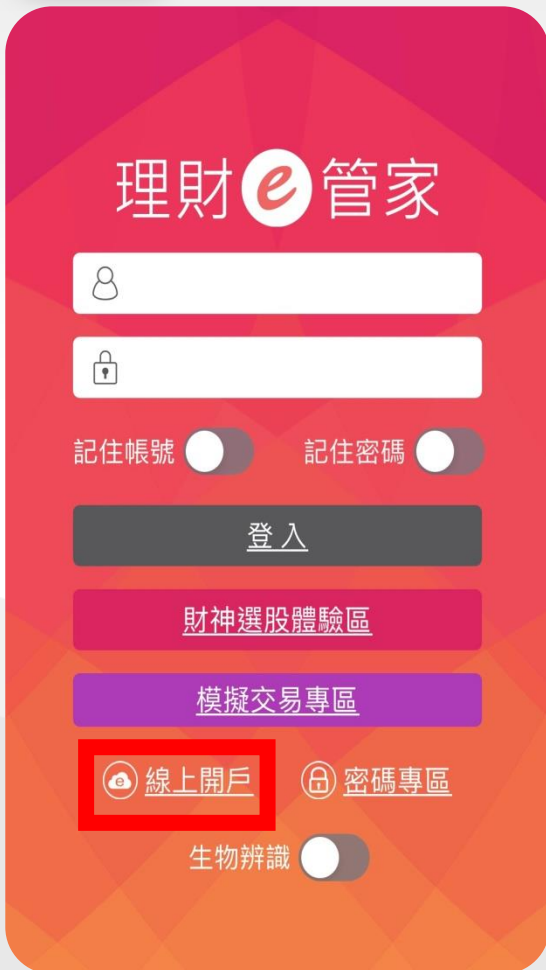 理財e管家
記住帳號 記住密碼
登入
財神選股體驗區
模擬交易專區
e 線上開戶 密碼專區
生物辨識